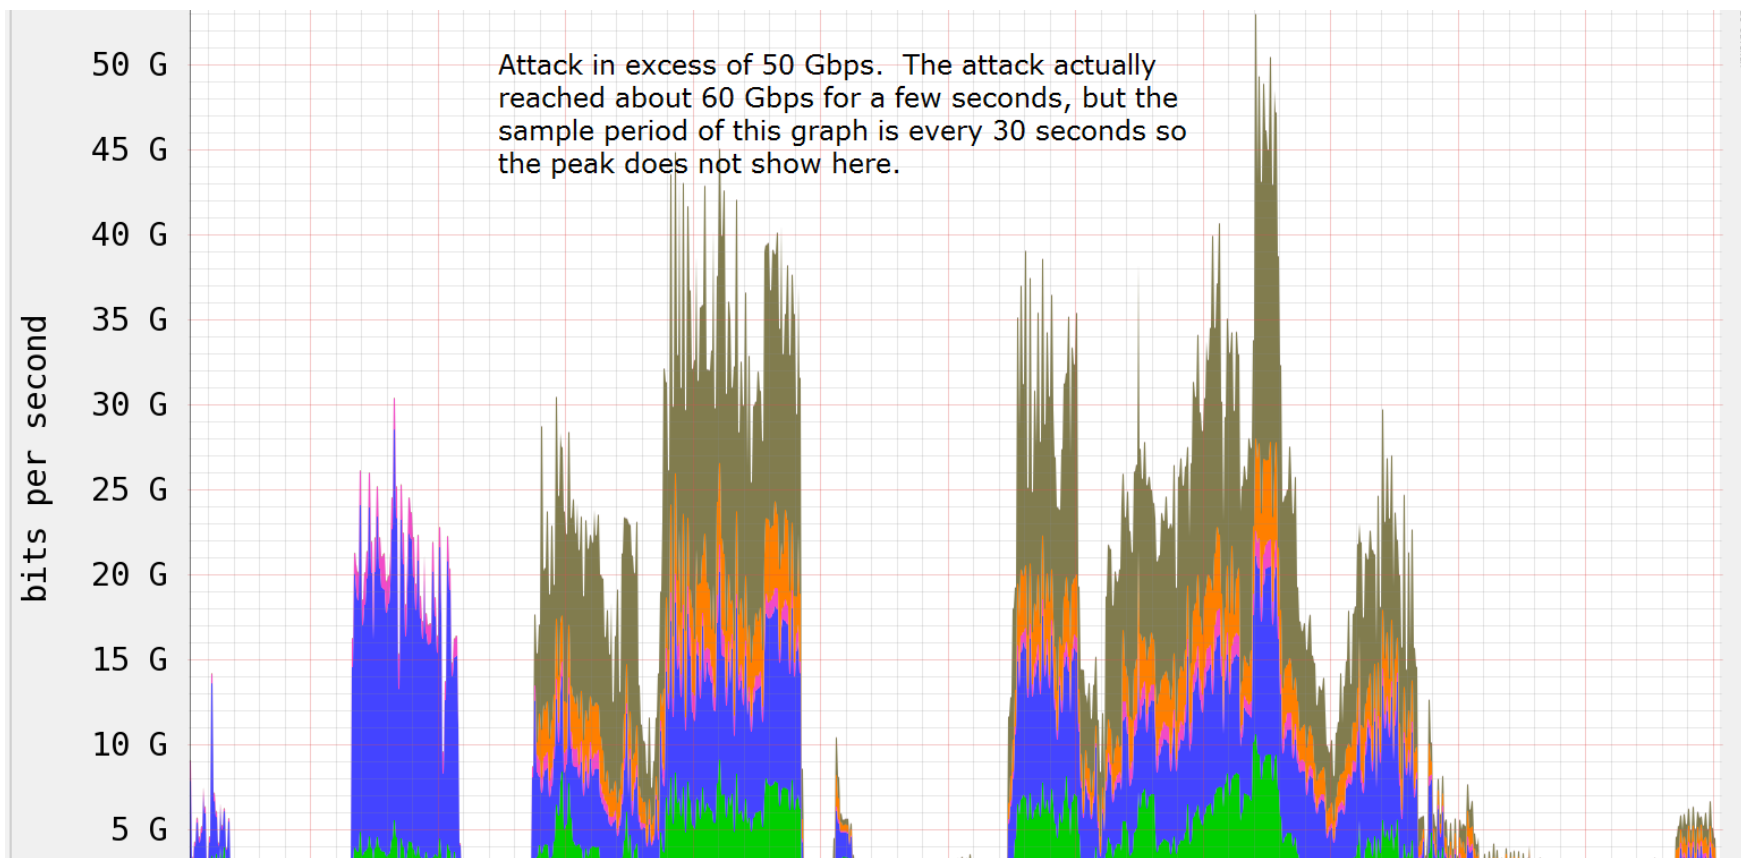 50 G
Attack in excess of 50 Gbps.  The attack actually
reached about 60 Gbps for a few seconds, but the
sample period of this graph is every 30 seconds so
the peak does not show here.
45 G
40 G
35 G
30 G
25 G
20 G
15 G
10 G
5 G
bits per second